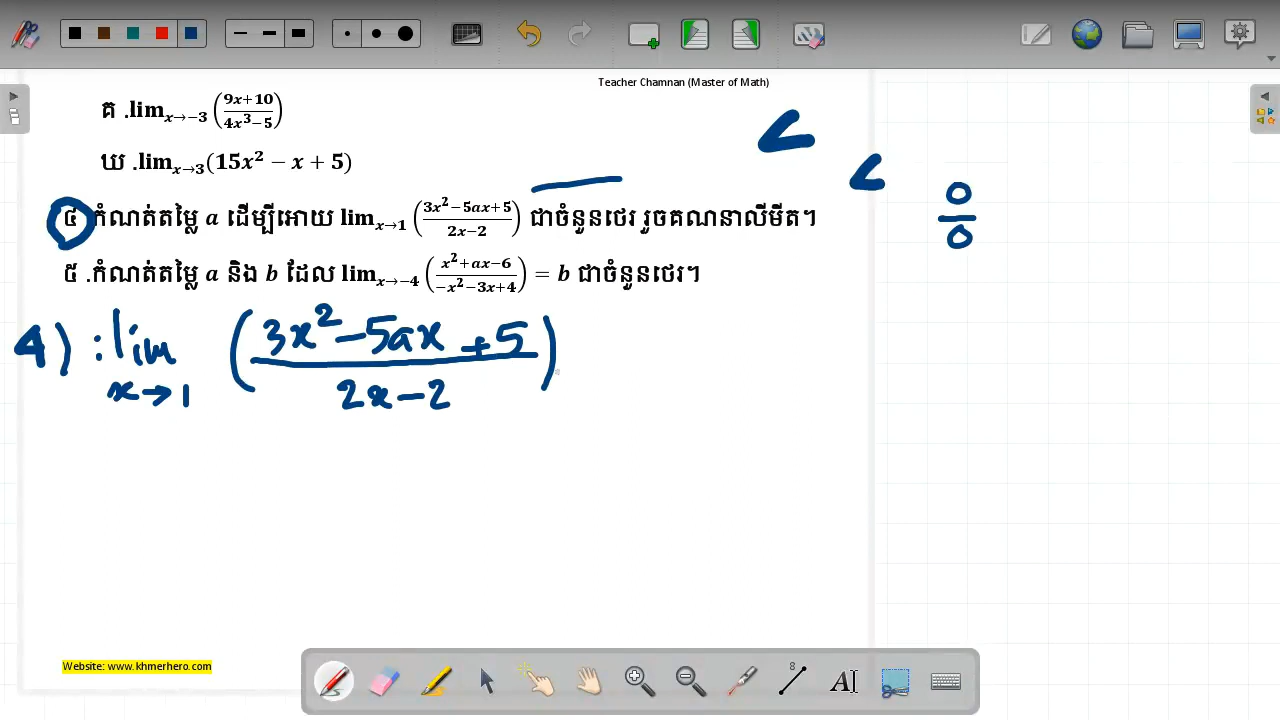 Teacher Chamnan (Master of Math)
គ .lim_{x→−3} ((9x+10)/(4x³−5))
ឃ .lim_{x→3}(15x² − x + 5)
៤ .កំណត់តម្លៃ a ដើម្បីអោយ lim_{x→1} ((3x²−5ax+5)/(2x−2)) ជាចំនួនថេរ រួចគណនាលីមីត។
៥ .កំណត់តម្លៃ a និង b ដែល lim_{x→−4} ((x²+ax−6)/(−x²−3x+4)) = b ជាចំនួនថេរ។
0/0
4) : lim_{x→1} ((3x²−5ax+5)/(2x−2))
Website: www.khmerhero.com